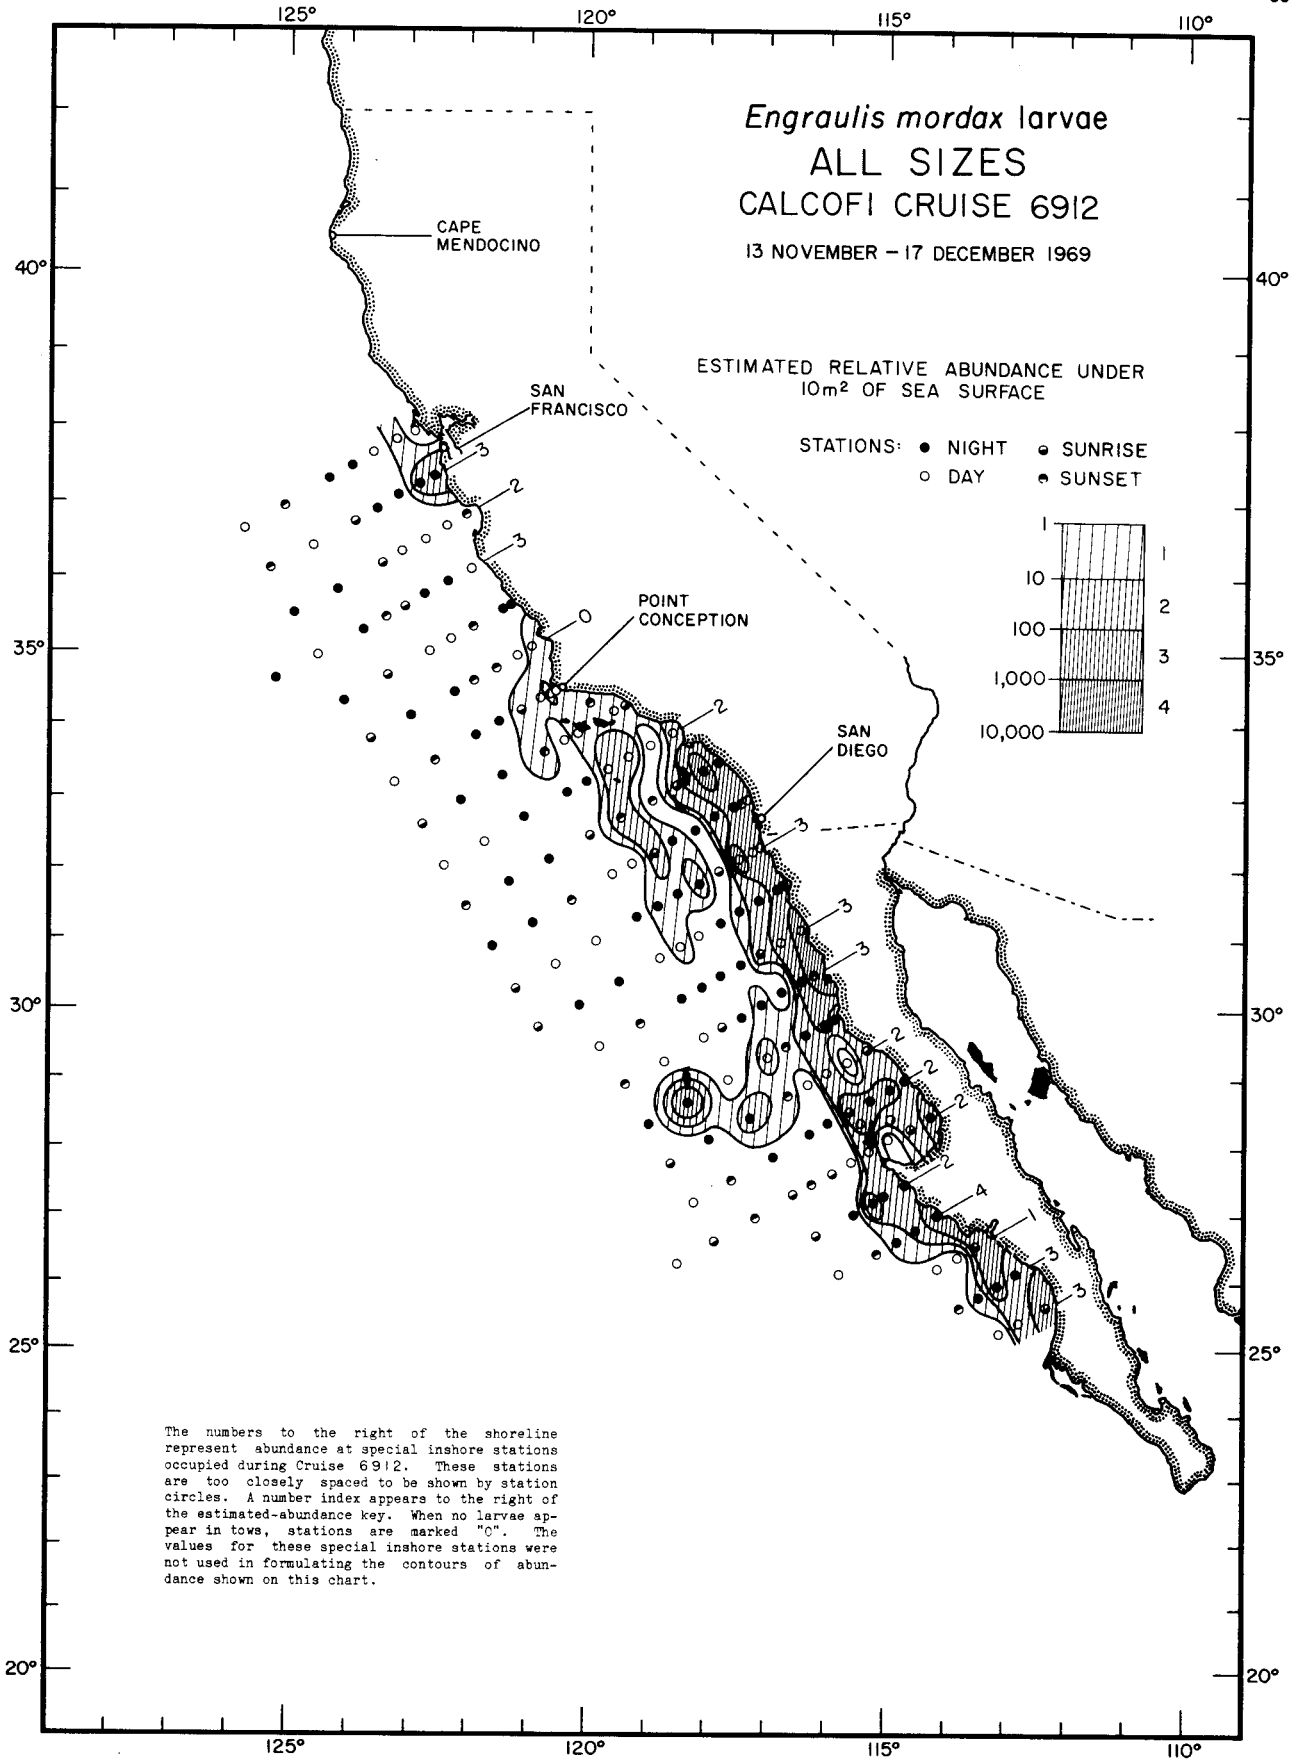 125°
120°
115°
110°
Engraulis mordax larvae
ALL SIZES
CALCOFI CRUISE 6912
13 NOVEMBER – 17 DECEMBER 1969
CAPE
MENDOCINO
40°
40°
ESTIMATED RELATIVE ABUNDANCE UNDER
10m² OF SEA SURFACE
SAN
FRANCISCO
STATIONS: NIGHT SUNRISE
DAY SUNSET
3
2
3
1
10
100
1,000
10,000
1
2
3
4
0
POINT
CONCEPTION
35°
35°
2
SAN
DIEGO
3
3
3
30°
30°
2
2
2
2
4
1
3
3
25°
25°
The numbers to the right of the shoreline
represent abundance at special inshore stations
occupied during Cruise 6912. These stations
are too closely spaced to be shown by station
circles. A number index appears to the right of
the estimated-abundance key. When no larvae ap-
pear in tows, stations are marked "0". The
values for these special inshore stations were
not used in formulating the contours of abun-
dance shown on this chart.
20°
20°
125°
120°
115°
110°